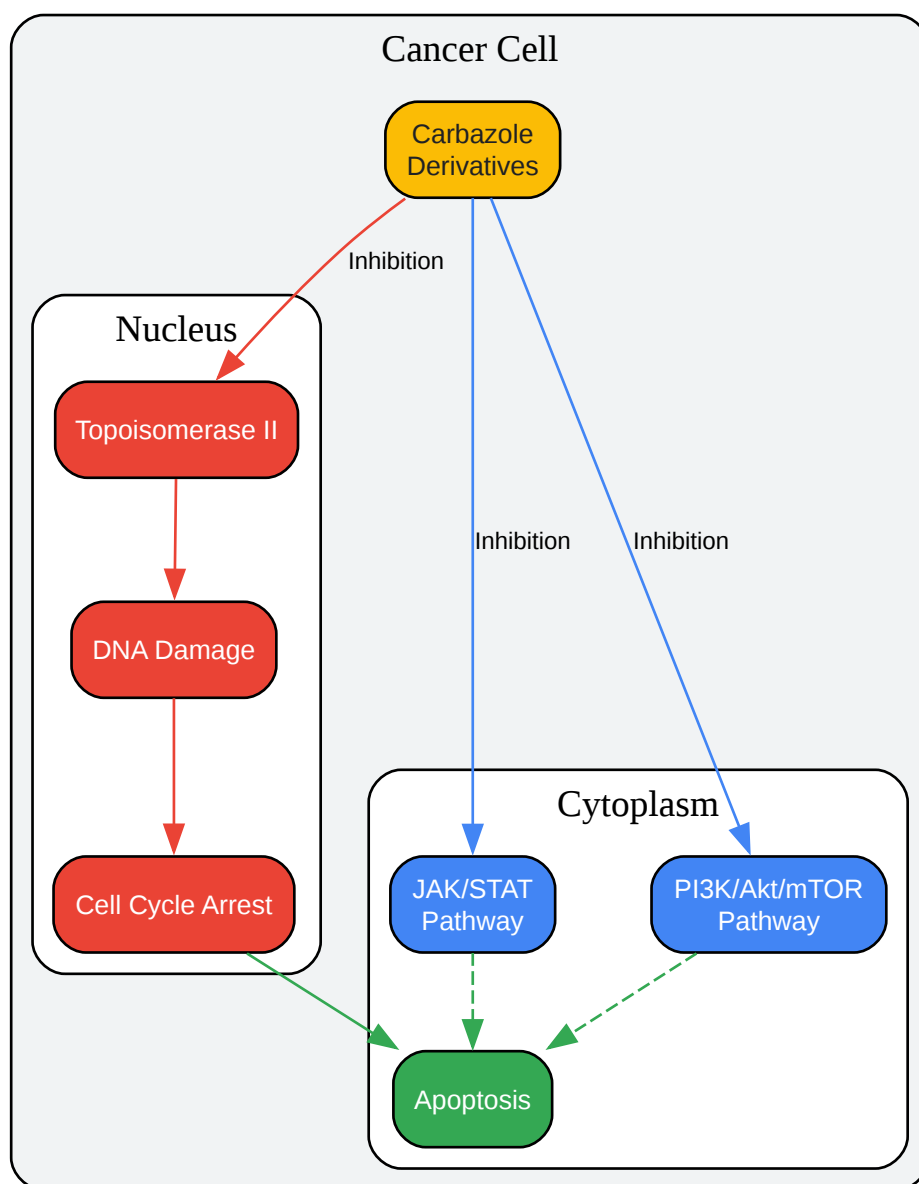 Cancer Cell
Carbazole
Derivatives
Inhibition
Nucleus
Topoisomerase II
Inhibition
Inhibition
DNA Damage
Cytoplasm
Cell Cycle Arrest
JAK/STAT
Pathway
PI3K/Akt/mTOR
Pathway
Apoptosis